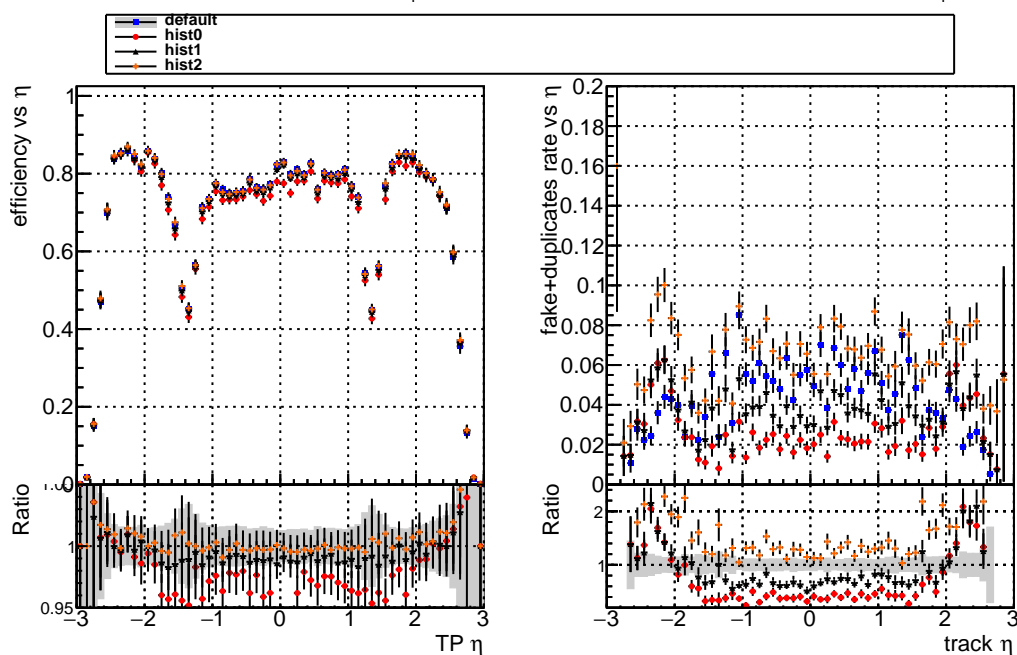 default
hist0
hist1
hist2
efficiency vs η
1
0.8
0.6
0.4
0.2
0
Ratio
1
0.95
−3 −2 −1 0 1 2 3
TP η
fake+duplicates rate vs η
0.2
0.18
0.16
0.14
0.12
0.1
0.08
0.06
0.04
0.02
0
Ratio
2
1
−3 −2 −1 0 1 2 3
track η